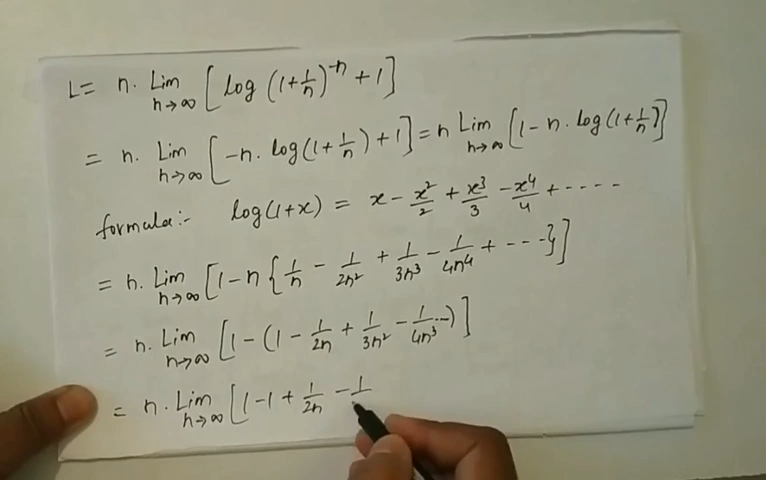 L = n. Lim n→∞ [log (1+1/n)^-n + 1]
= n. Lim n→∞ [-n. log(1+1/n) + 1] = n Lim n→∞ [1 - n. log(1+1/n)]
formula:- log(1+x) = x - x²/2 + x³/3 - x⁴/4 + ----
= n. Lim n→∞ [1-n {1/n - 1/2n² + 1/3n³ - 1/4n⁴ + ---}]
= n. Lim n→∞ [1 - (1 - 1/2n + 1/3n² - 1/4n³ ...)]
= n. Lim n→∞ [1-1 + 1/2n - 1